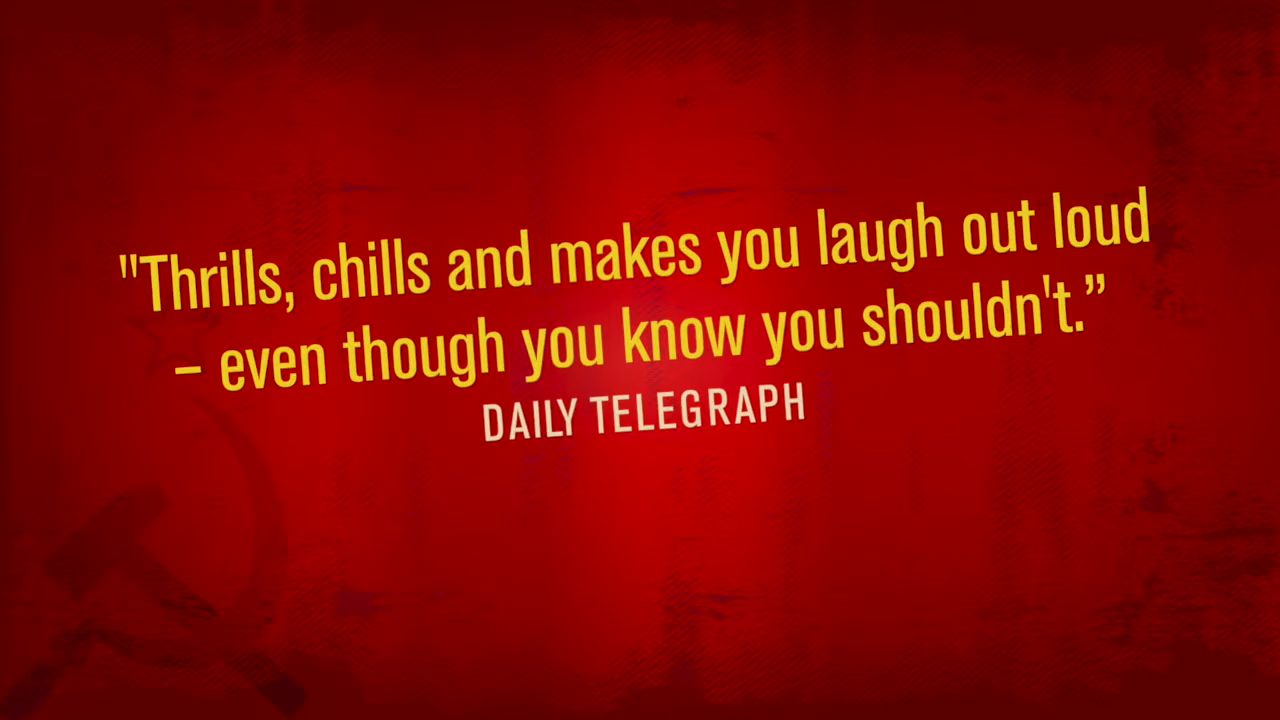 "Thrills, chills and makes you laugh out loud
– even though you know you shouldn't.”
DAILY TELEGRAPH